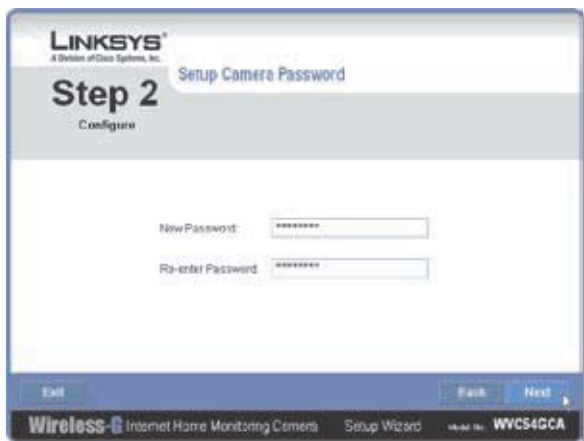 LINKSYS®
A Division of Cisco Systems, Inc.
Setup Camera Password
Step 2
Configure
New Password:
********
Re-enter Password:
********
Exit
Back
Next
Wireless-G Internet Home Monitoring Camera
Setup Wizard
Model No.
WVC54GCA